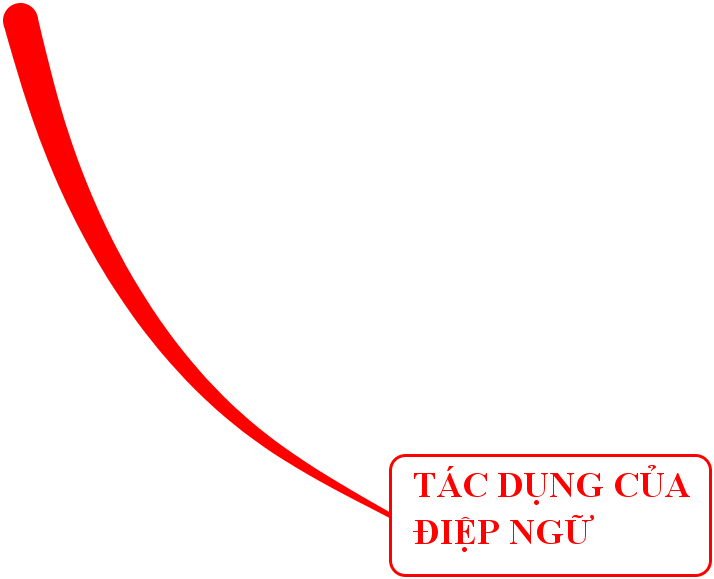 TÁC DỤNG CỦA
ĐIỆP NGỮ